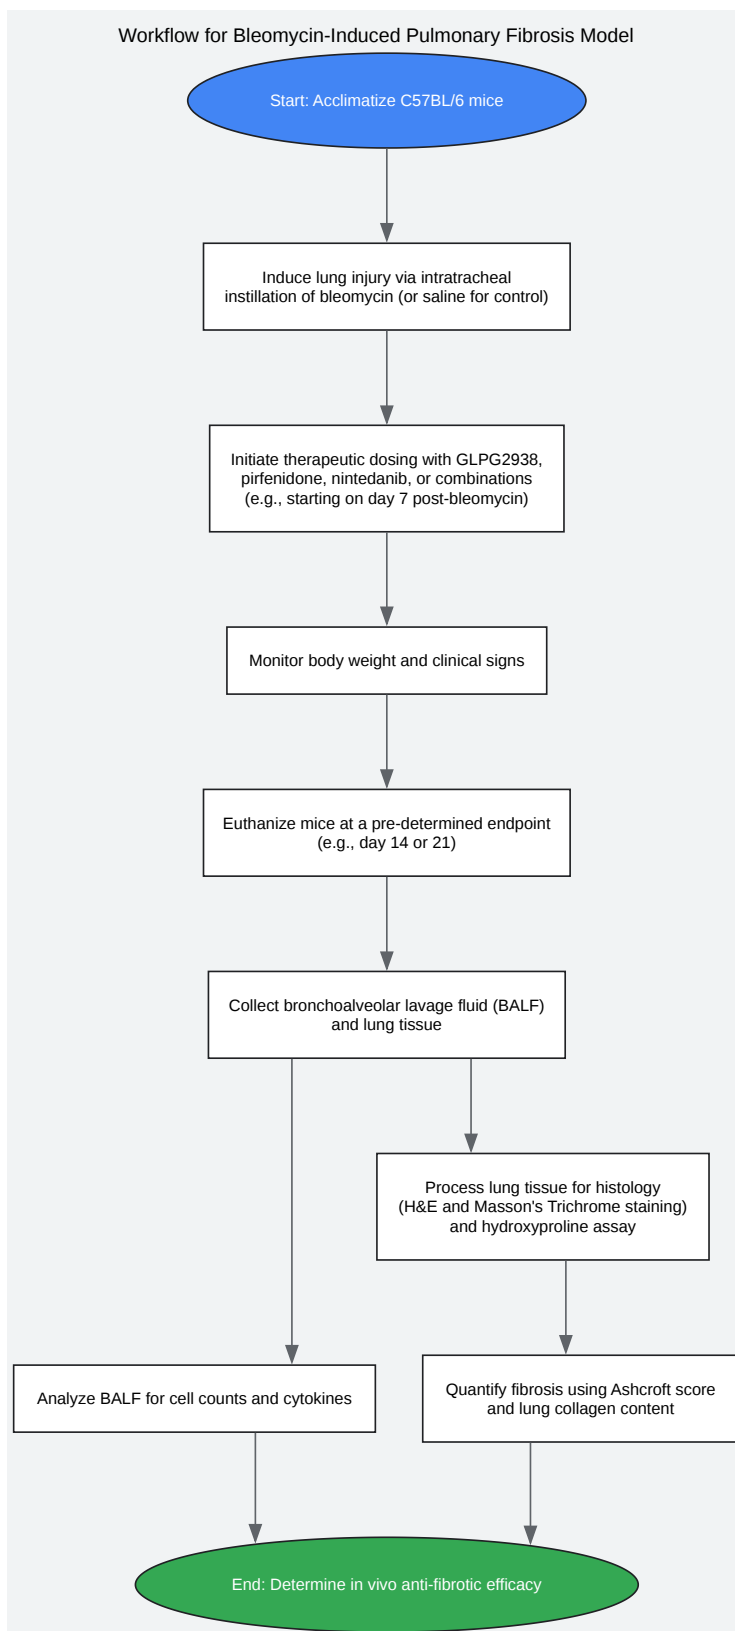 Workflow for Bleomycin-Induced Pulmonary Fibrosis Model
Start: Acclimatize C57BL/6 mice
Induce lung injury via intratracheal
instillation of bleomycin (or saline for control)
Initiate therapeutic dosing with GLPG2938,
pirfenidone, nintedanib, or combinations
(e.g., starting on day 7 post-bleomycin)
Monitor body weight and clinical signs
Euthanize mice at a pre-determined endpoint
(e.g., day 14 or 21)
Collect bronchoalveolar lavage fluid (BALF)
and lung tissue
Process lung tissue for histology
(H&E and Masson's Trichrome staining)
and hydroxyproline assay
Analyze BALF for cell counts and cytokines
Quantify fibrosis using Ashcroft score
and lung collagen content
End: Determine in vivo anti-fibrotic efficacy